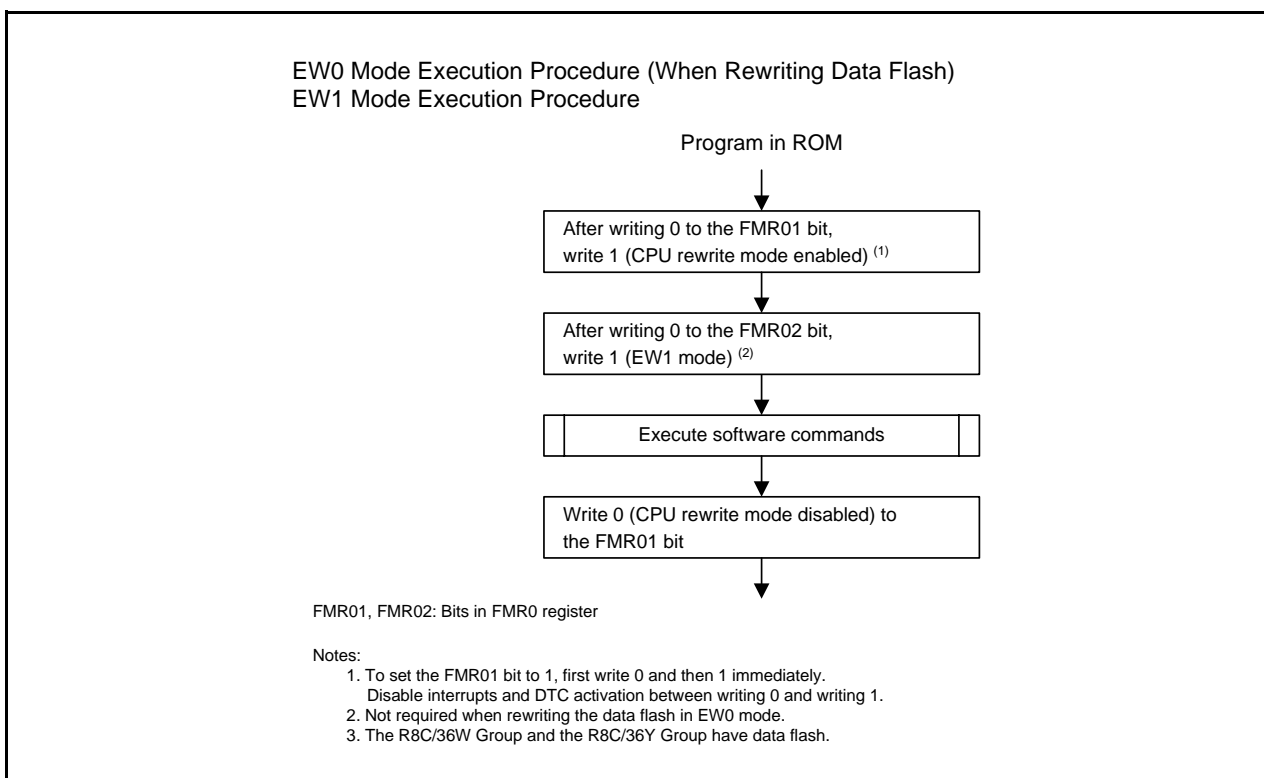 EW0 Mode Execution Procedure (When Rewriting Data Flash)
EW1 Mode Execution Procedure
Program in ROM
After writing 0 to the FMR01 bit,
write 1 (CPU rewrite mode enabled) (1)
After writing 0 to the FMR02 bit,
write 1 (EW1 mode) (2)
Execute software commands
Write 0 (CPU rewrite mode disabled) to
the FMR01 bit
FMR01, FMR02: Bits in FMR0 register
Notes:
1. To set the FMR01 bit to 1, first write 0 and then 1 immediately.
Disable interrupts and DTC activation between writing 0 and writing 1.
2. Not required when rewriting the data flash in EW0 mode.
3. The R8C/36W Group and the R8C/36Y Group have data flash.